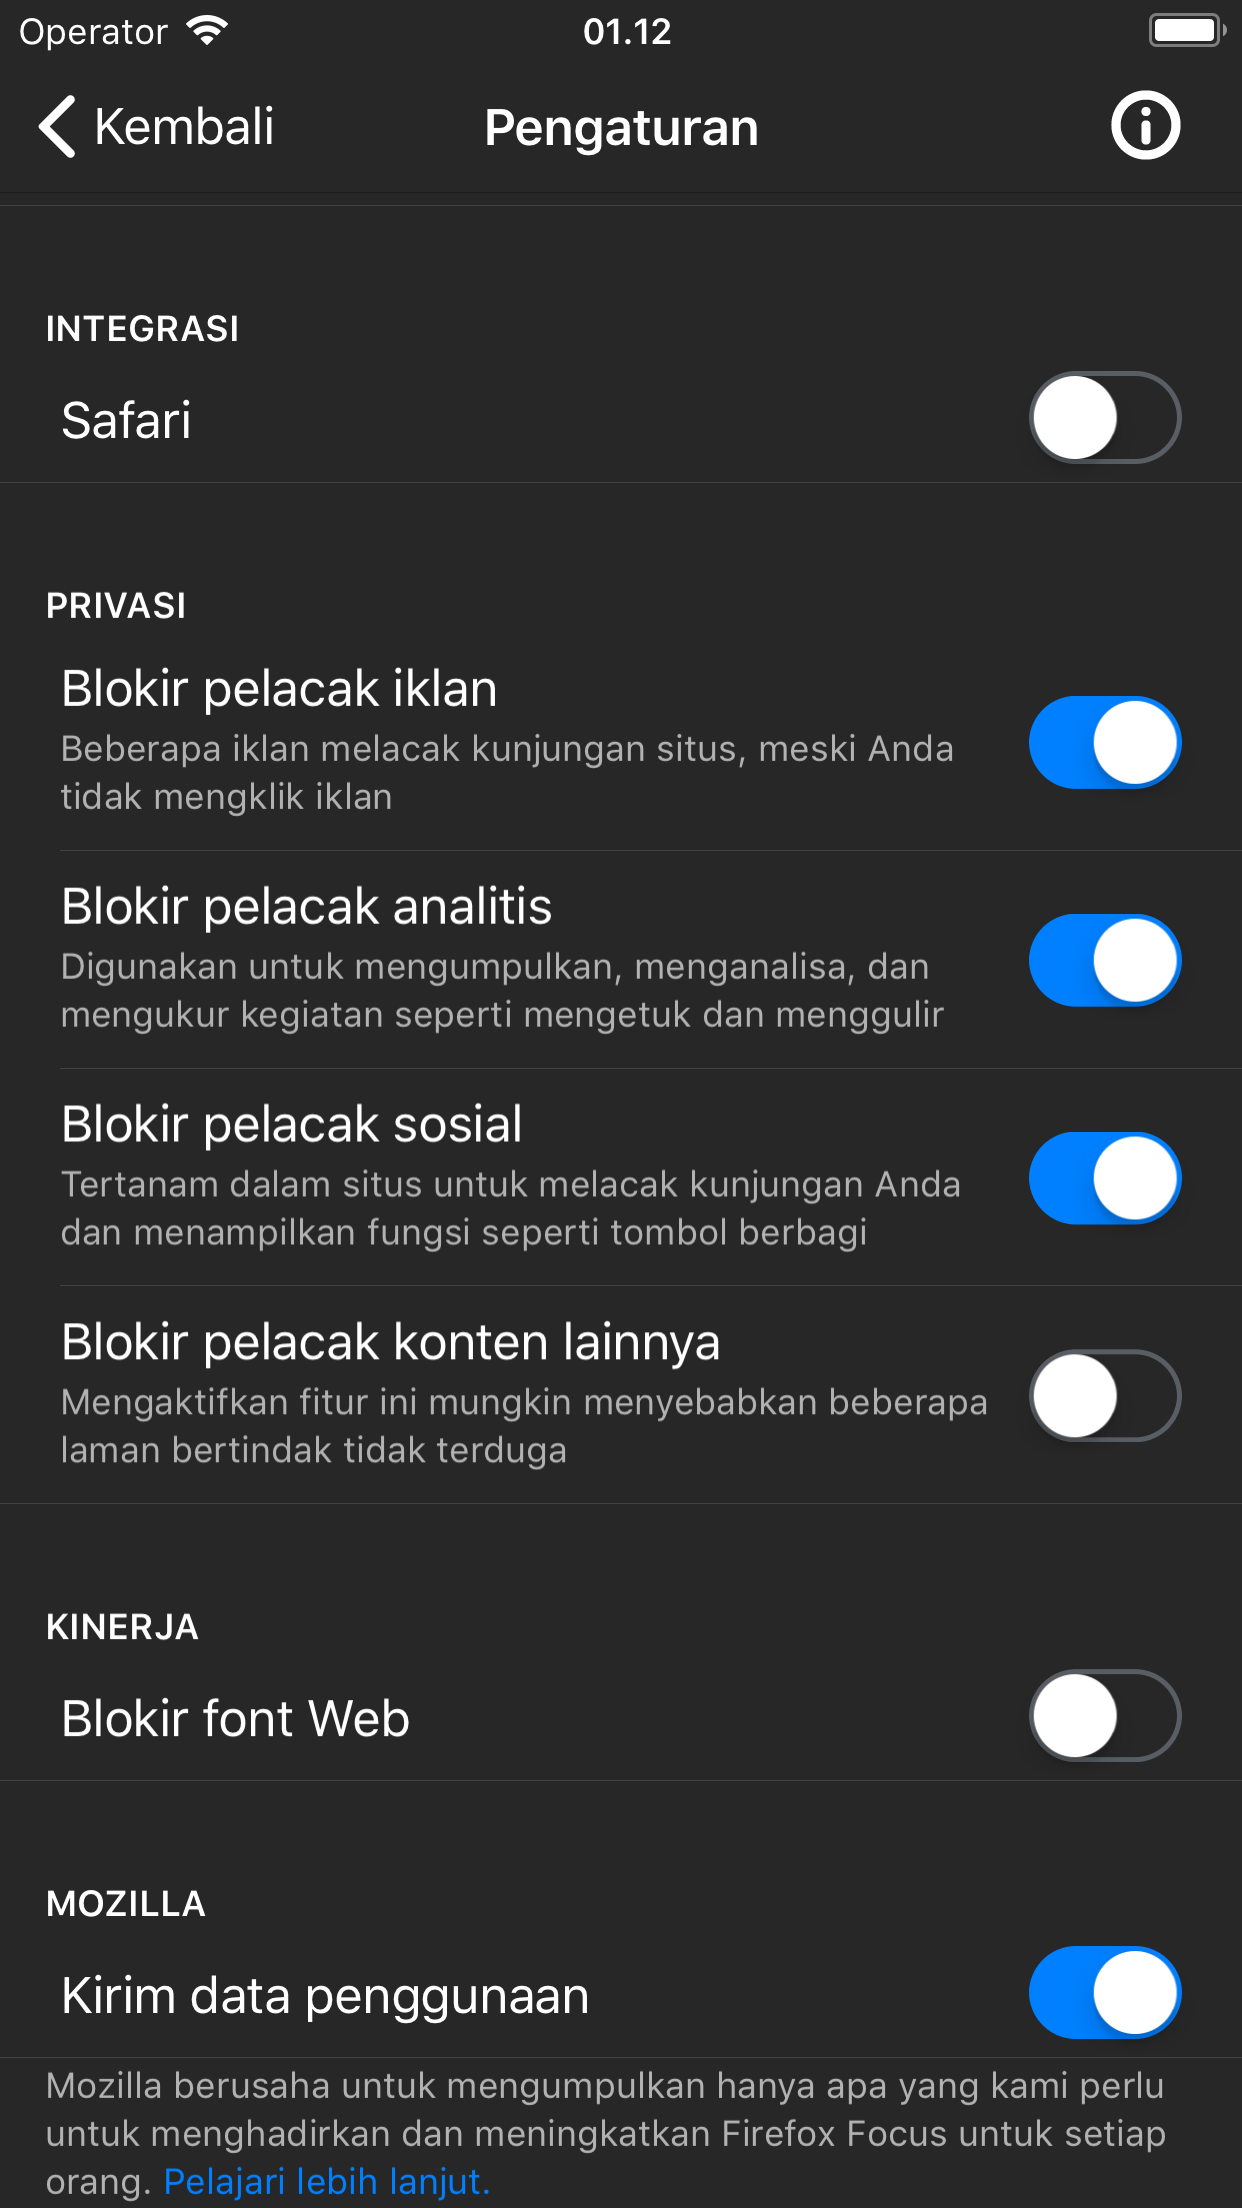 Operator
01.12
Kembali
Pengaturan
INTEGRASI
Safari
PRIVASI
Blokir pelacak iklan
Beberapa iklan melacak kunjungan situs, meski Anda
tidak mengklik iklan
Blokir pelacak analitis
Digunakan untuk mengumpulkan, menganalisa, dan
mengukur kegiatan seperti mengetuk dan menggulir
Blokir pelacak sosial
Tertanam dalam situs untuk melacak kunjungan Anda
dan menampilkan fungsi seperti tombol berbagi
Blokir pelacak konten lainnya
Mengaktifkan fitur ini mungkin menyebabkan beberapa
laman bertindak tidak terduga
KINERJA
Blokir font Web
MOZILLA
Kirim data penggunaan
Mozilla berusaha untuk mengumpulkan hanya apa yang kami perlu
untuk menghadirkan dan meningkatkan Firefox Focus untuk setiap
orang. Pelajari lebih lanjut.